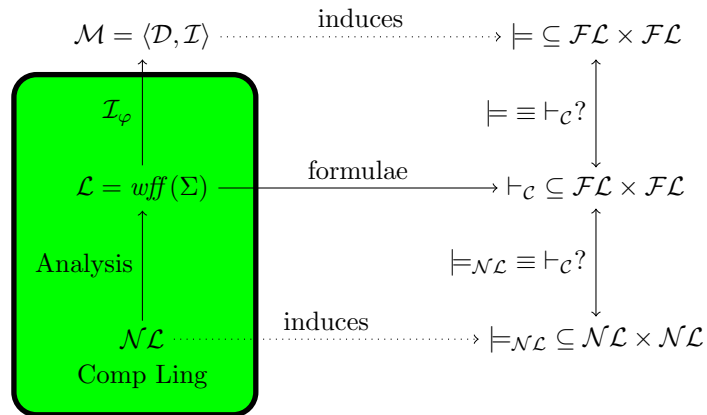 induces
ℳ = ⟨𝒟, ℐ⟩ ⊨ ⊆ ℱℒ × ℱℒ
ℐ_φ ⊨ ≡ ⊢_𝒞?
formulae
ℒ = wff(Σ) ⊢_𝒞 ⊆ ℱℒ × ℱℒ
Analysis ⊨_𝒩ℒ ≡ ⊢_𝒞?
induces
𝒩ℒ ⊨_𝒩ℒ ⊆ 𝒩ℒ × 𝒩ℒ
Comp Ling